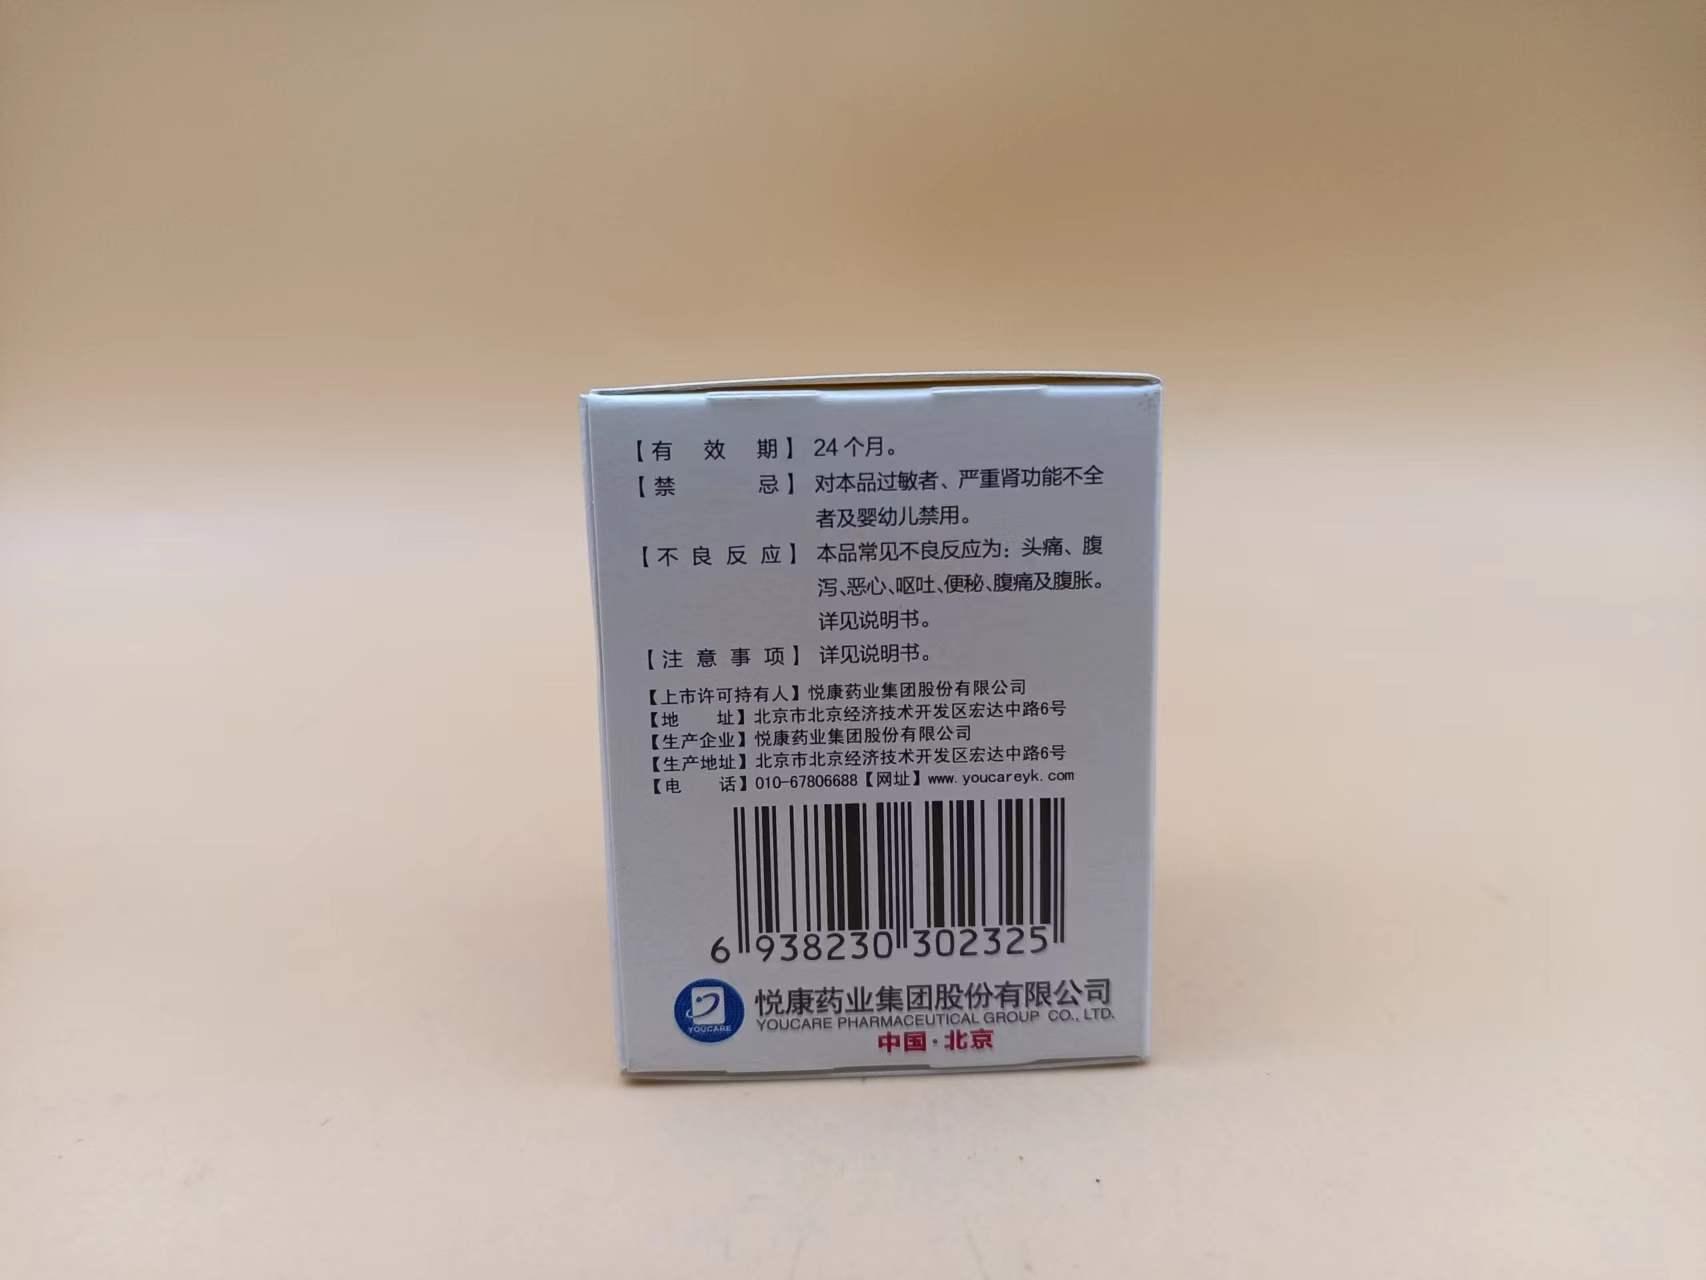 【有效期】24个月。
【禁忌】对本品过敏者、严重肾功能不全
者及婴幼儿禁用。
【不良反应】本品常见不良反应为：头痛、腹
泻、恶心、呕吐、便秘、腹痛及腹胀。
详见说明书。
【注意事项】详见说明书。
【上市许可持有人】悦康药业集团股份有限公司
【地址】北京市北京经济技术开发区宏达中路6号
【生产企业】悦康药业集团股份有限公司
【生产地址】北京市北京经济技术开发区宏达中路6号
【电话】010-67806688【网址】www.youcareyk.com
6 938230 302325
YOUCARE
悦康药业集团股份有限公司
YOUCARE PHARMACEUTICAL GROUP CO., LTD.
中国·北京